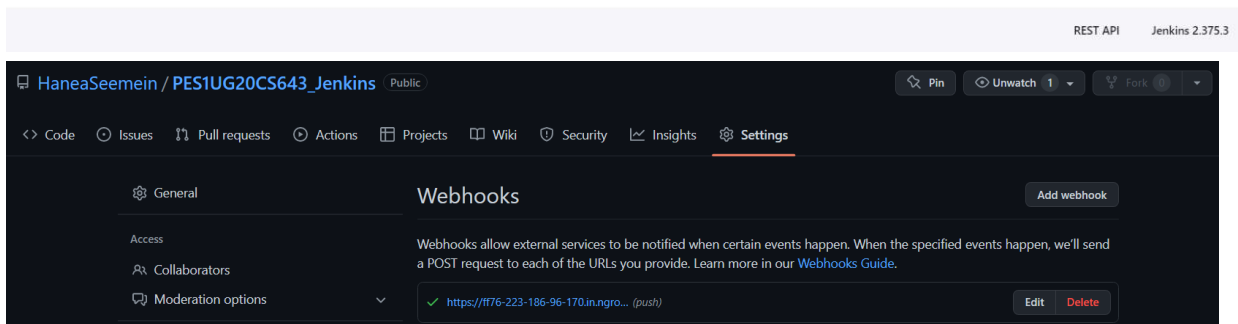 REST API Jenkins 2.375.3
HaneaSeemein / PES1UG20CS643_Jenkins Public Pin Unwatch 1 Fork 0
<> Code Issues Pull requests Actions Projects Wiki Security Insights Settings
General
Webhooks Add webhook
Access
Webhooks allow external services to be notified when certain events happen. When the specified events happen, we'll send
a POST request to each of the URLs you provide. Learn more in our Webhooks Guide.
Collaborators
Moderation options
https://ff76-223-186-96-170.in.ngro... (push) Edit Delete